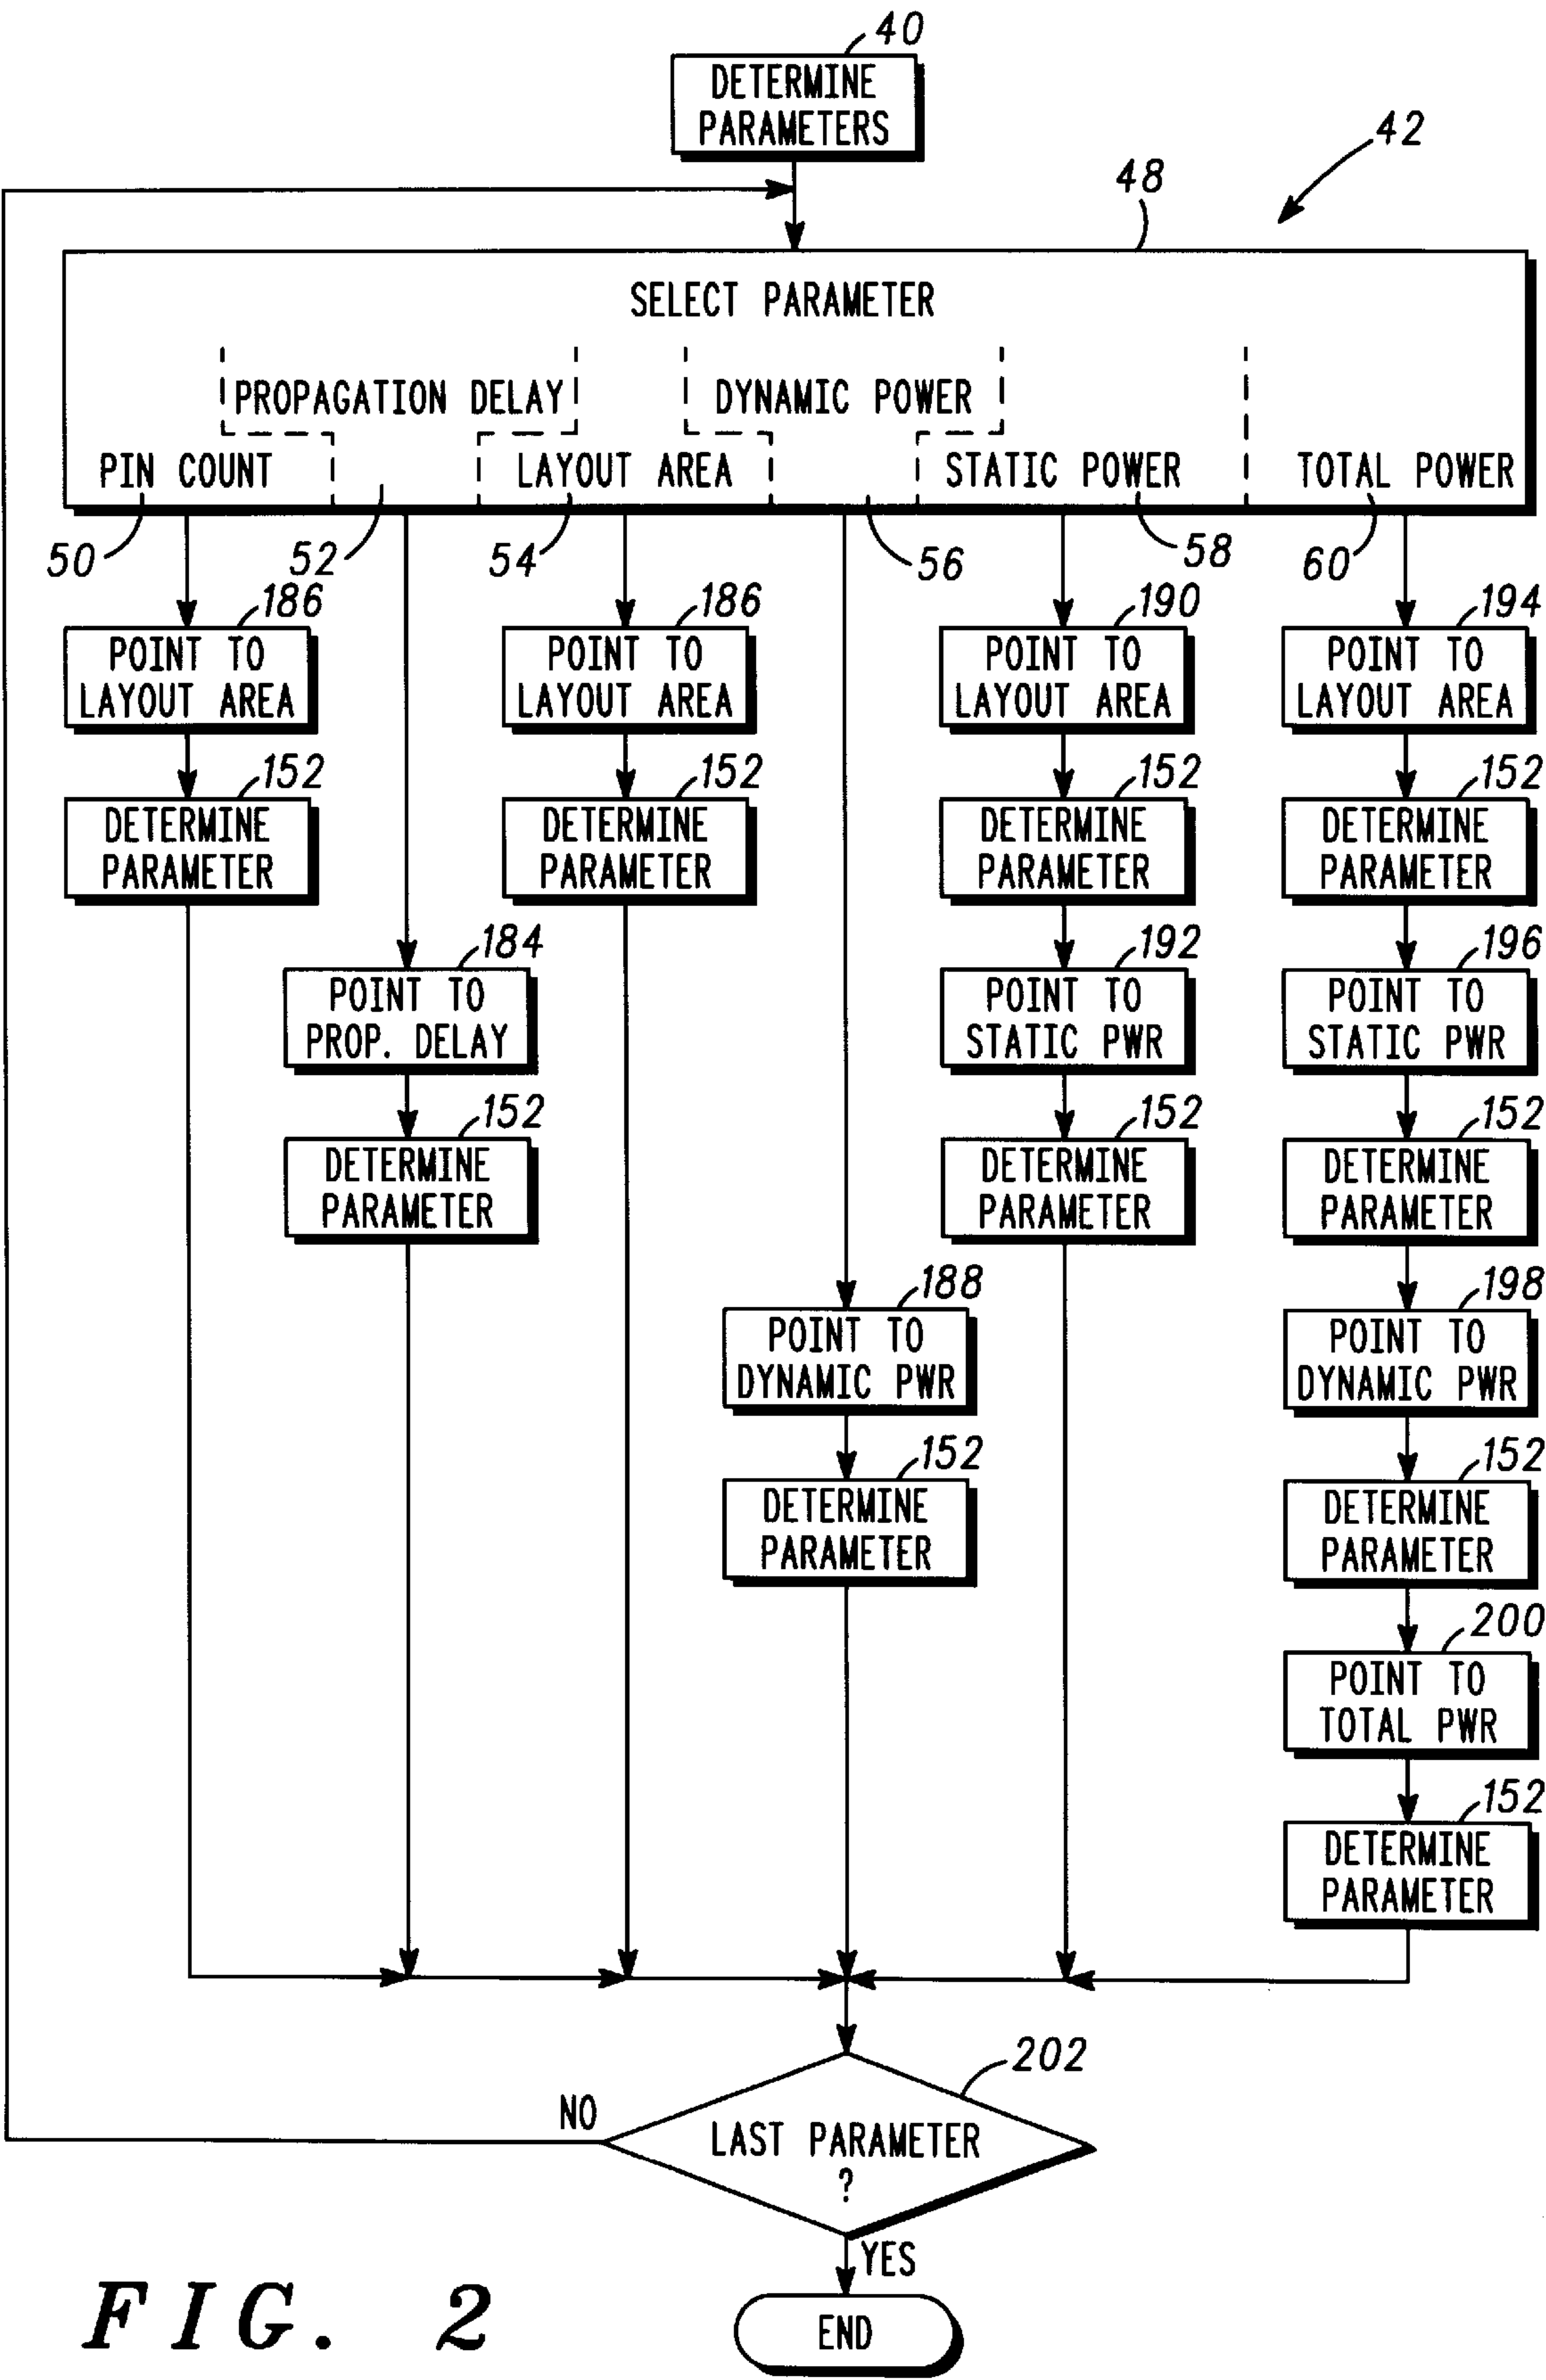 40
DETERMINE
PARAMETERS
42
48
SELECT PARAMETER
PROPAGATION DELAY
DYNAMIC POWER
PIN COUNT
LAYOUT AREA
STATIC POWER
TOTAL POWER
50
52
54
56
58
60
186
POINT TO
LAYOUT AREA
186
POINT TO
LAYOUT AREA
190
POINT TO
LAYOUT AREA
194
POINT TO
LAYOUT AREA
152
DETERMINE
PARAMETER
152
DETERMINE
PARAMETER
152
DETERMINE
PARAMETER
152
DETERMINE
PARAMETER
184
POINT TO
PROP. DELAY
192
POINT TO
STATIC PWR
196
POINT TO
STATIC PWR
152
DETERMINE
PARAMETER
152
DETERMINE
PARAMETER
152
DETERMINE
PARAMETER
188
POINT TO
DYNAMIC PWR
198
POINT TO
DYNAMIC PWR
152
DETERMINE
PARAMETER
152
DETERMINE
PARAMETER
200
POINT TO
TOTAL PWR
152
DETERMINE
PARAMETER
202
NO
LAST PARAMETER
?
YES
END
FIG. 2